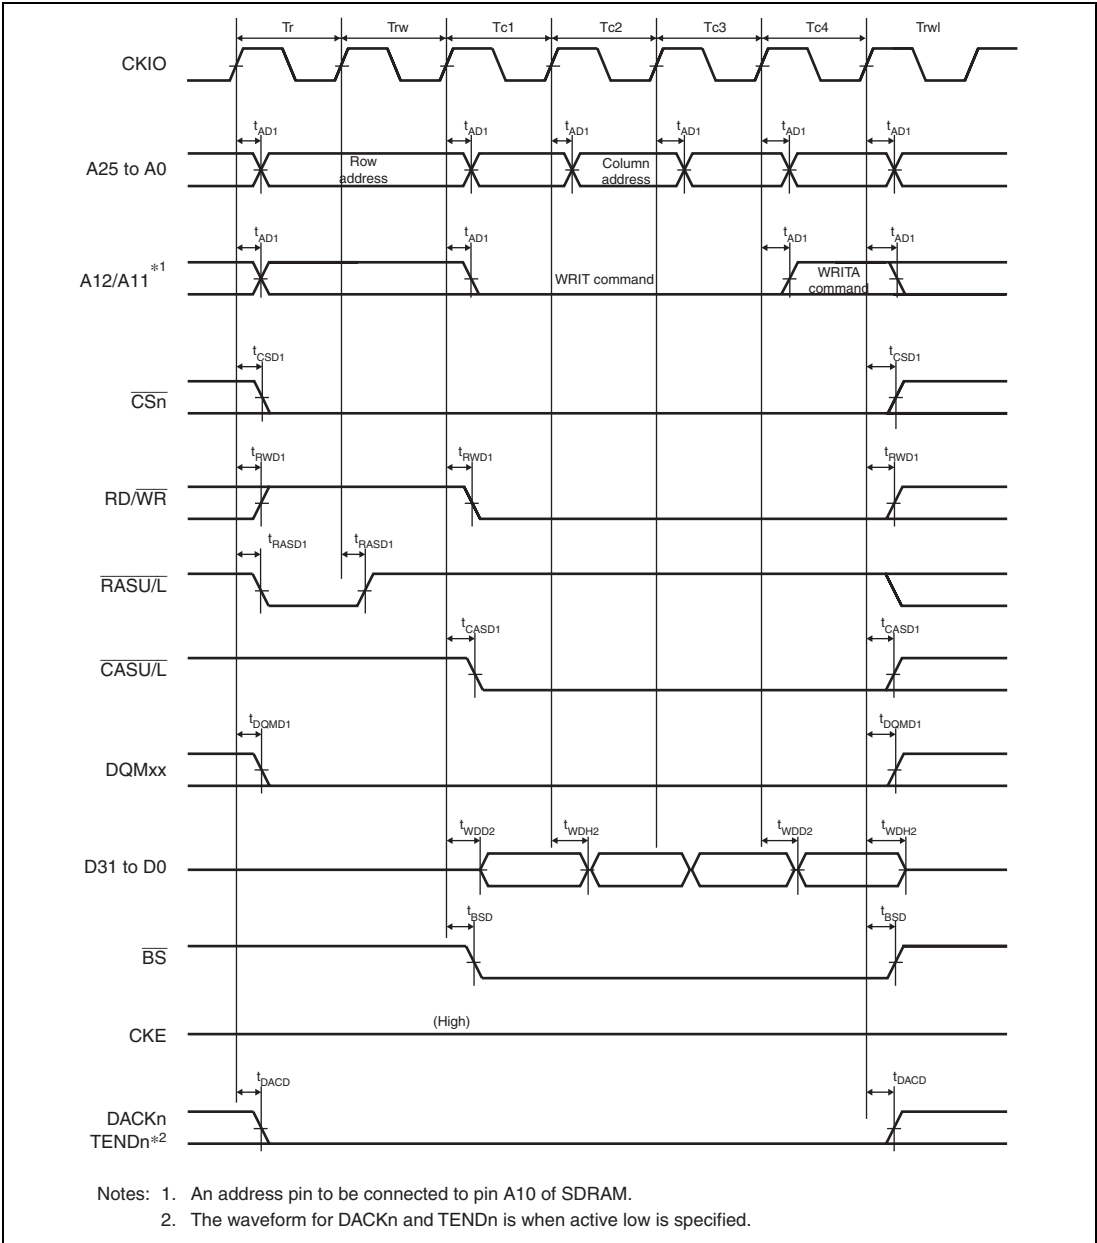 Tr Trw Tc1 Tc2 Tc3 Tc4 Trwl
CKIO
tAD1 tAD1 tAD1 tAD1 tAD1 tAD1
A25 to A0
Row
address
Column
address
tAD1 tAD1 tAD1 tAD1
A12/A11*1
WRIT command
WRITA
command
tCSD1 tCSD1
CSn
tRWD1 tRWD1 tRWD1
RD/WR
tRASD1 tRASD1
RASU/L
tCASD1 tCASD1
CASU/L
tDQMD1 tDQMD1
DQMxx
tWDD2 tWDH2 tWDD2 tWDH2
D31 to D0
tBSD tBSD
BS
(High)
CKE
tDACD tDACD
DACKn
TENDn*2
Notes: 1. An address pin to be connected to pin A10 of SDRAM.
2. The waveform for DACKn and TENDn is when active low is specified.